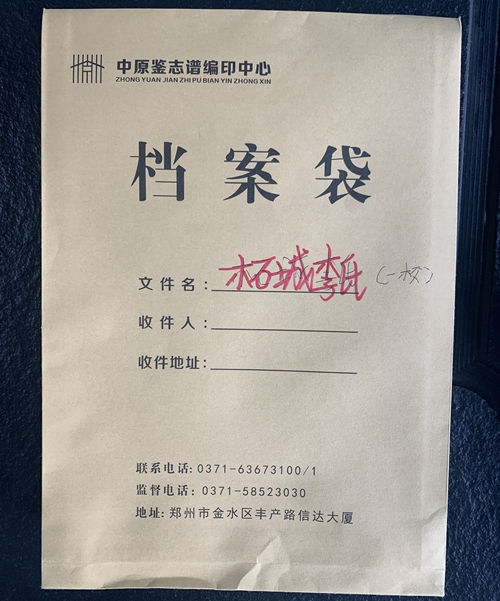 中原鉴志谱编印中心
ZHONG YUAN JIAN ZHI PU BIAN YIN ZHONG XIN
档案袋
文件名：柘城李氏（一校）
收件人：
收件地址：
联系电话: 0371-63673100/1
监督电话: 0371-58523030
地址: 郑州市金水区丰产路信达大厦